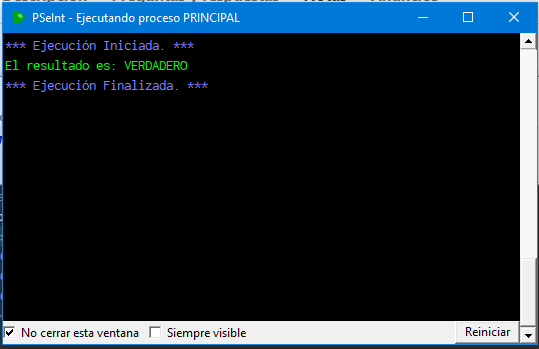 PSeInt - Ejecutando proceso PRINCIPAL
*** Ejecución Iniciada. ***
El resultado es: VERDADERO
*** Ejecución Finalizada. ***
No cerrar esta ventana
Siempre visible
Reiniciar